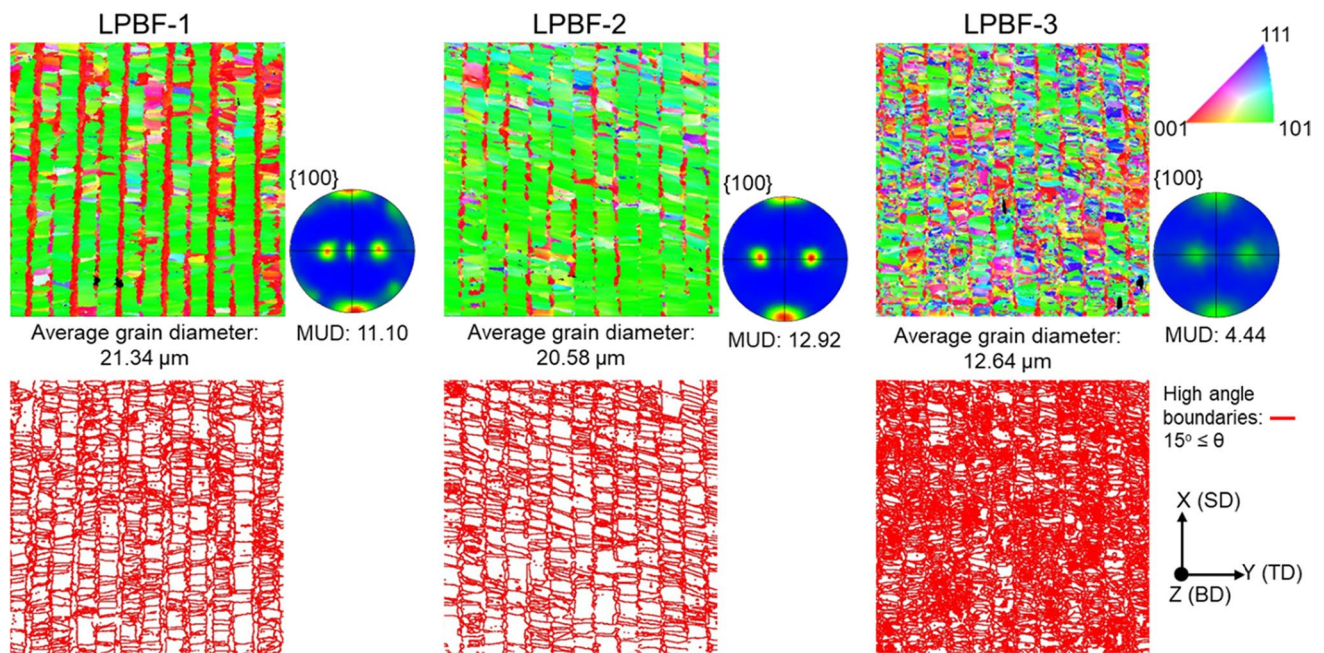 LPBF-1
LPBF-2
LPBF-3
111
001
101
{100}
{100}
{100}
Average grain diameter:
21.34 µm
MUD: 11.10
Average grain diameter:
20.58 µm
MUD: 12.92
Average grain diameter:
12.64 µm
MUD: 4.44
High angle
boundaries:
15° ≤ θ
X (SD)
Y (TD)
Z (BD)